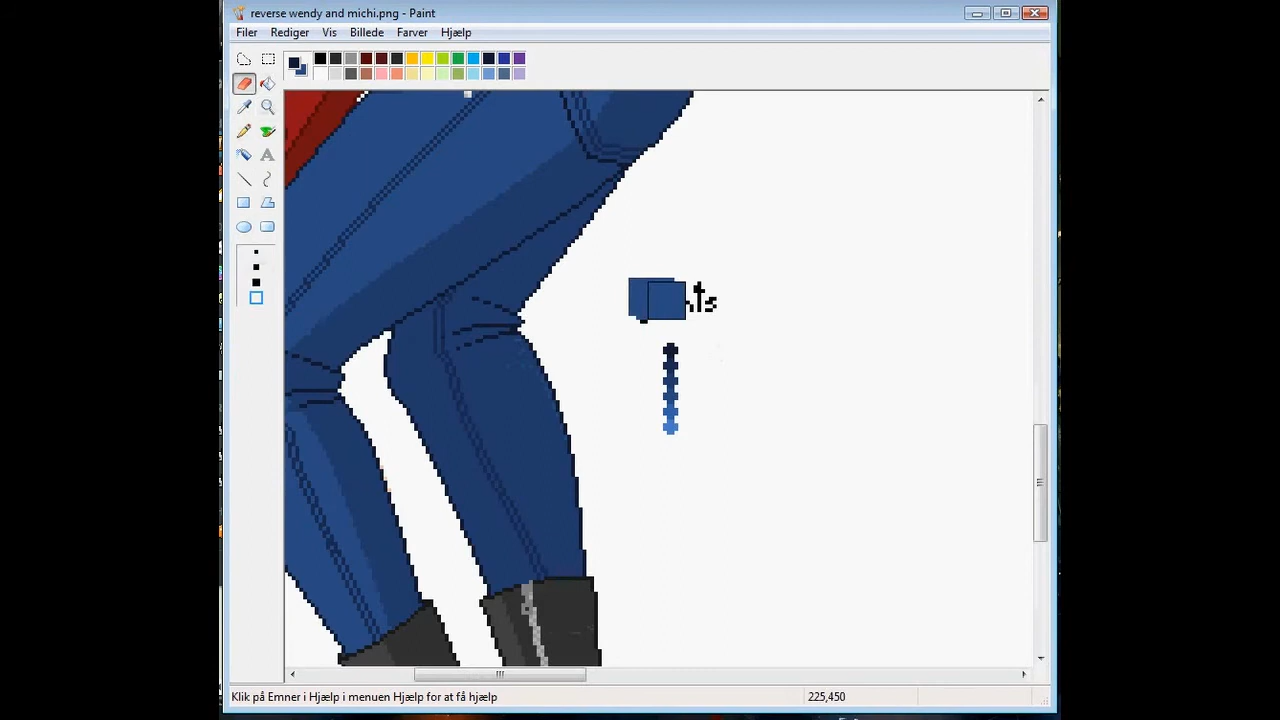 reverse wendy and michi.png - Paint
Filer Rediger Vis Billede Farver Hjælp
Klik på Emner i Hjælp i menuen Hjælp for at få hjælp
225,450